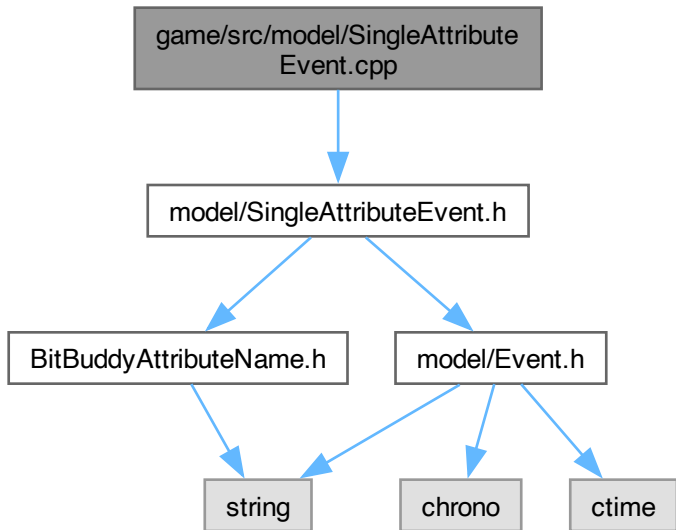 game/src/model/SingleAttribute
Event.cpp
model/SingleAttributeEvent.h
BitBuddyAttributeName.h
model/Event.h
string
chrono
ctime